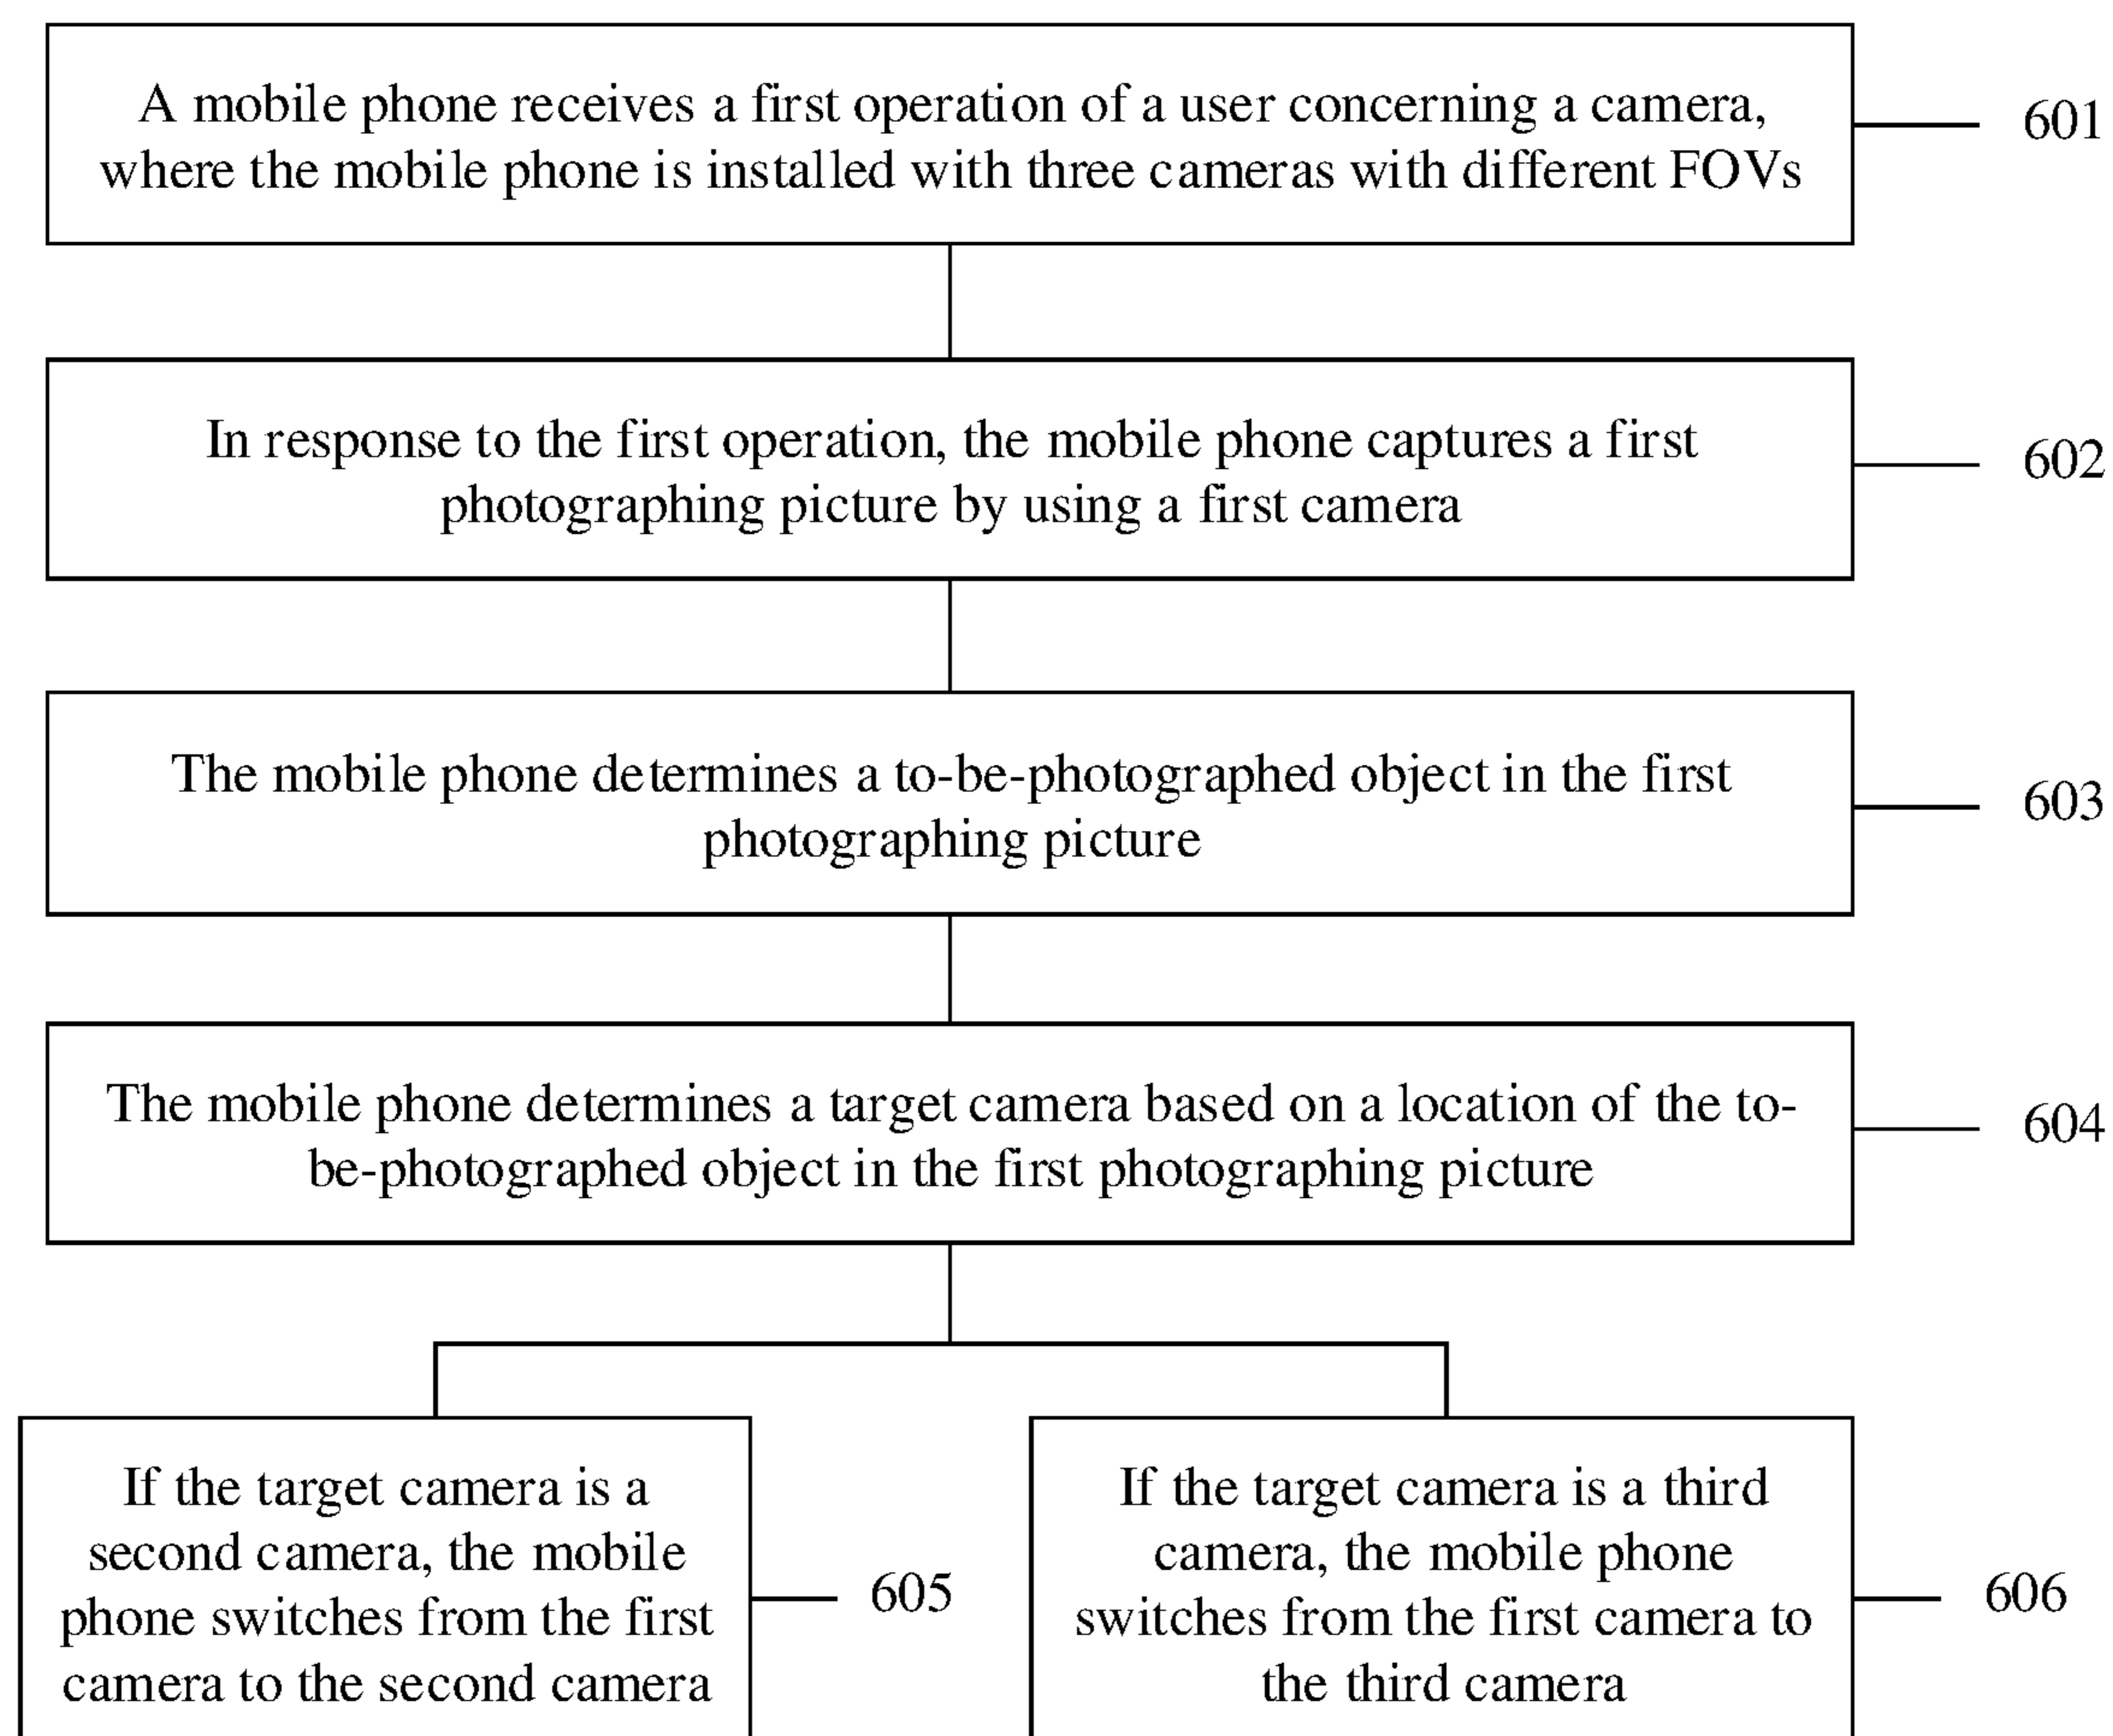 A mobile phone receives a first operation of a user concerning a camera,
where the mobile phone is installed with three cameras with different FOVs
601
In response to the first operation, the mobile phone captures a first
photographing picture by using a first camera
602
The mobile phone determines a to-be-photographed object in the first
photographing picture
603
The mobile phone determines a target camera based on a location of the to-
be-photographed object in the first photographing picture
604
If the target camera is a
second camera, the mobile
phone switches from the first
camera to the second camera
605
If the target camera is a third
camera, the mobile phone
switches from the first camera to
the third camera
606